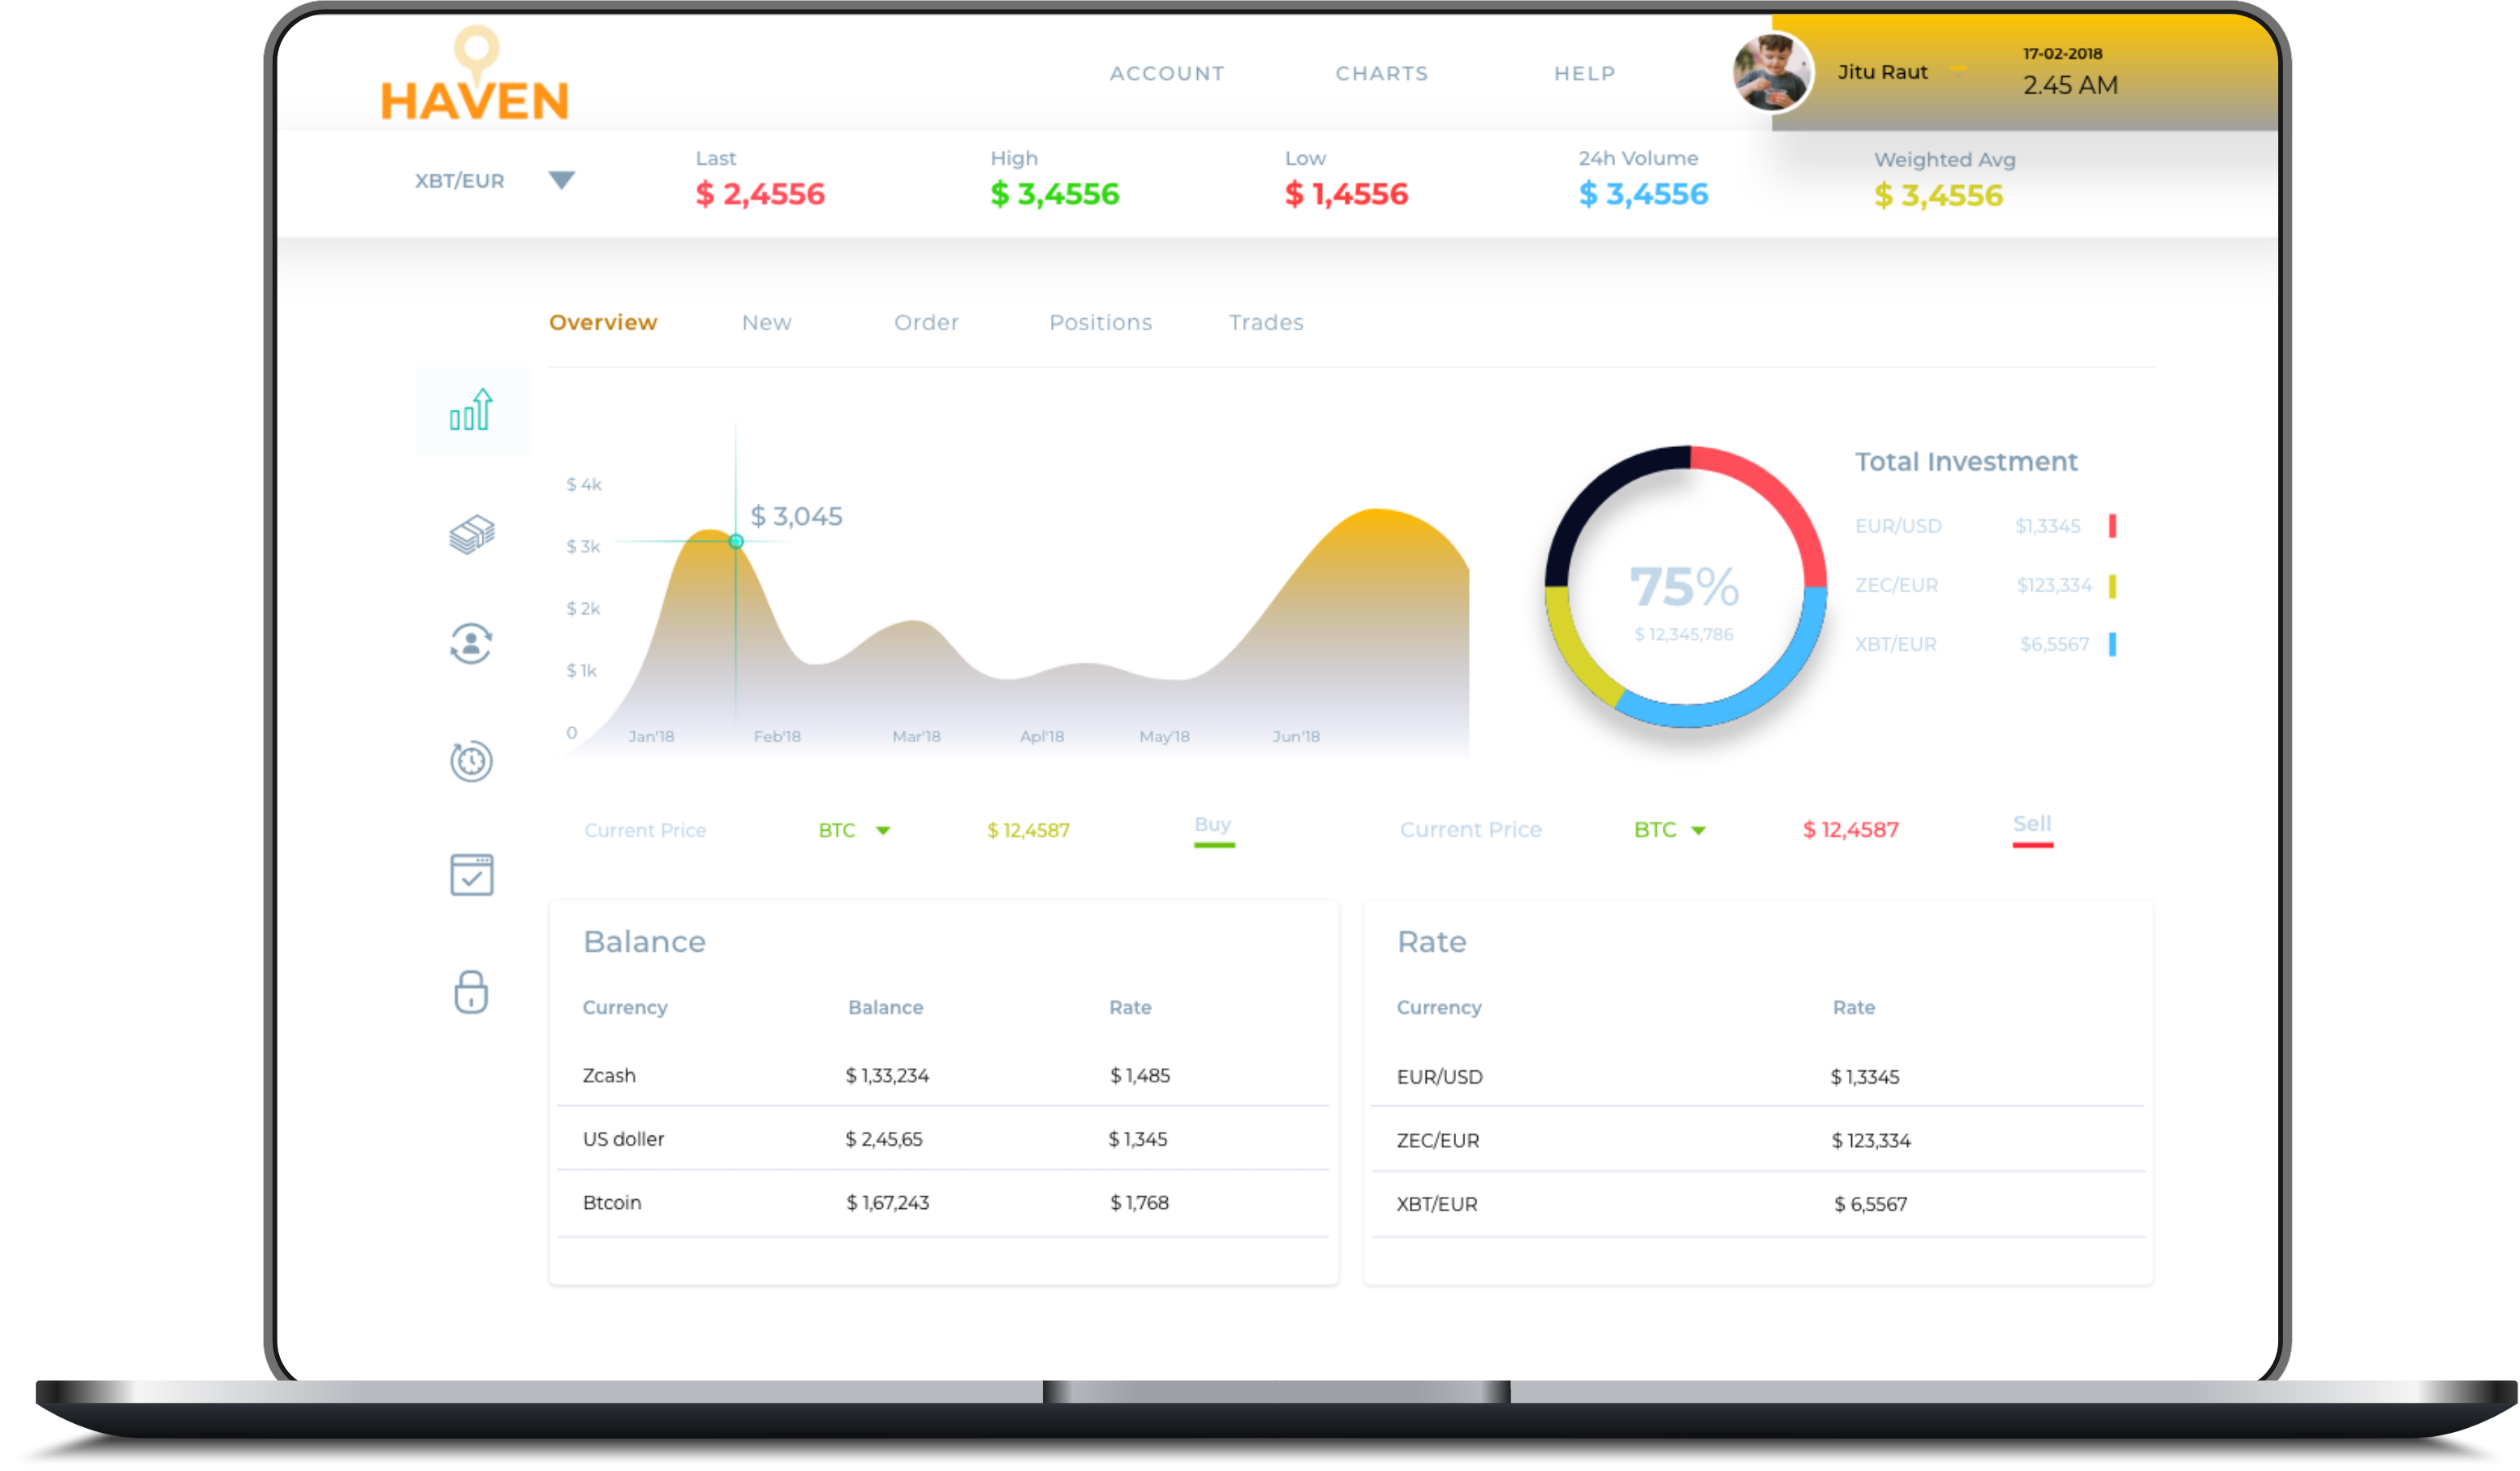 HAVEN
ACCOUNT CHARTS HELP
Jitu Raut
17-02-2018
2.45 AM
XBT/EUR
Last
$ 2,4556
High
$ 3,4556
Low
$ 1,4556
24h Volume
$ 3,4556
Weighted Avg
$ 3,4556
Overview New Order Positions Trades
$ 4k
$ 3k
$ 2k
$ 1k
0
$ 3,045
Jan'18 Feb'18 Mar'18 Apl'18 May'18 Jun'18
75%
$ 12,345,786
Total Investment
EUR/USD $1,3345
ZEC/EUR $123,334
XBT/EUR $6,5567
Current Price BTC $ 12,4587 Buy
Current Price BTC $ 12,4587 Sell
Balance
Currency Balance Rate
Zcash $ 1,33,234 $ 1,485
US doller $ 2,45,65 $ 1,345
Btcoin $ 1,67,243 $ 1,768
Rate
Currency Rate
EUR/USD $ 1,3345
ZEC/EUR $ 123,334
XBT/EUR $ 6,5567